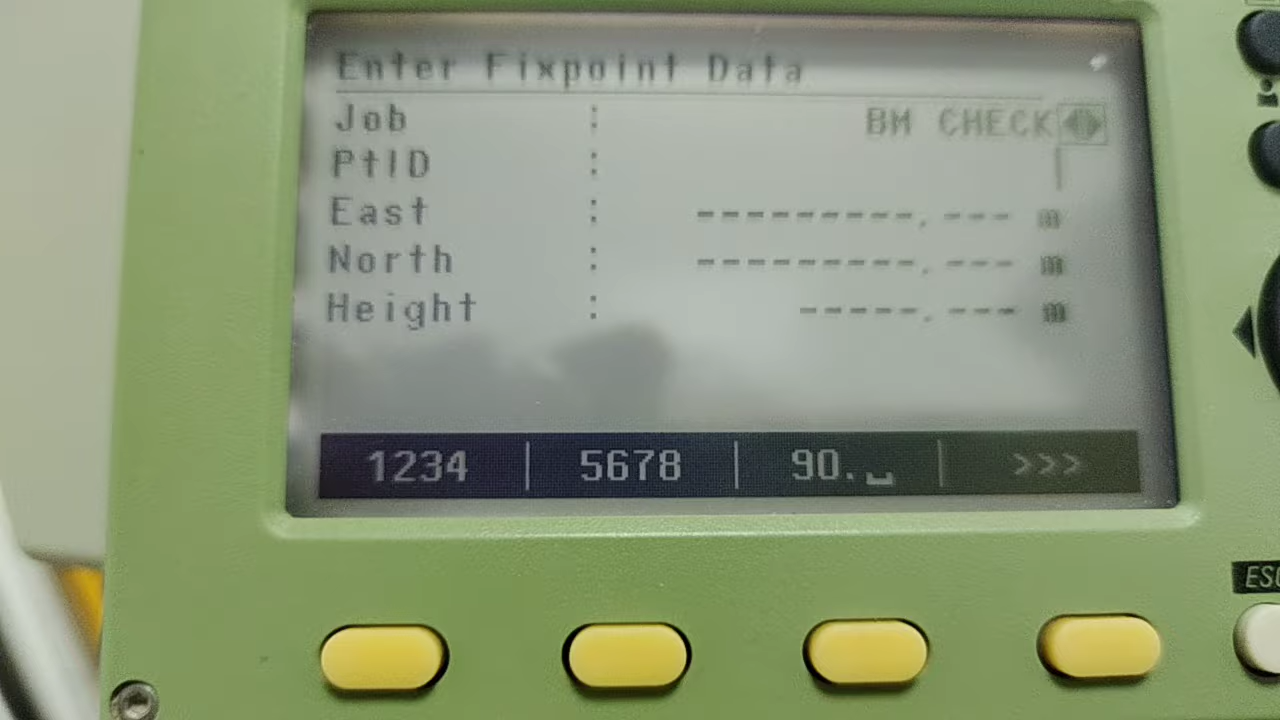 Enter Fixpoint Data
Job : BM CHECK
PtID :
East : ---------.--- m
North : ---------.--- m
Height : -----.--- m
1234 | 5678 | 90.␣ | >>>
ESC